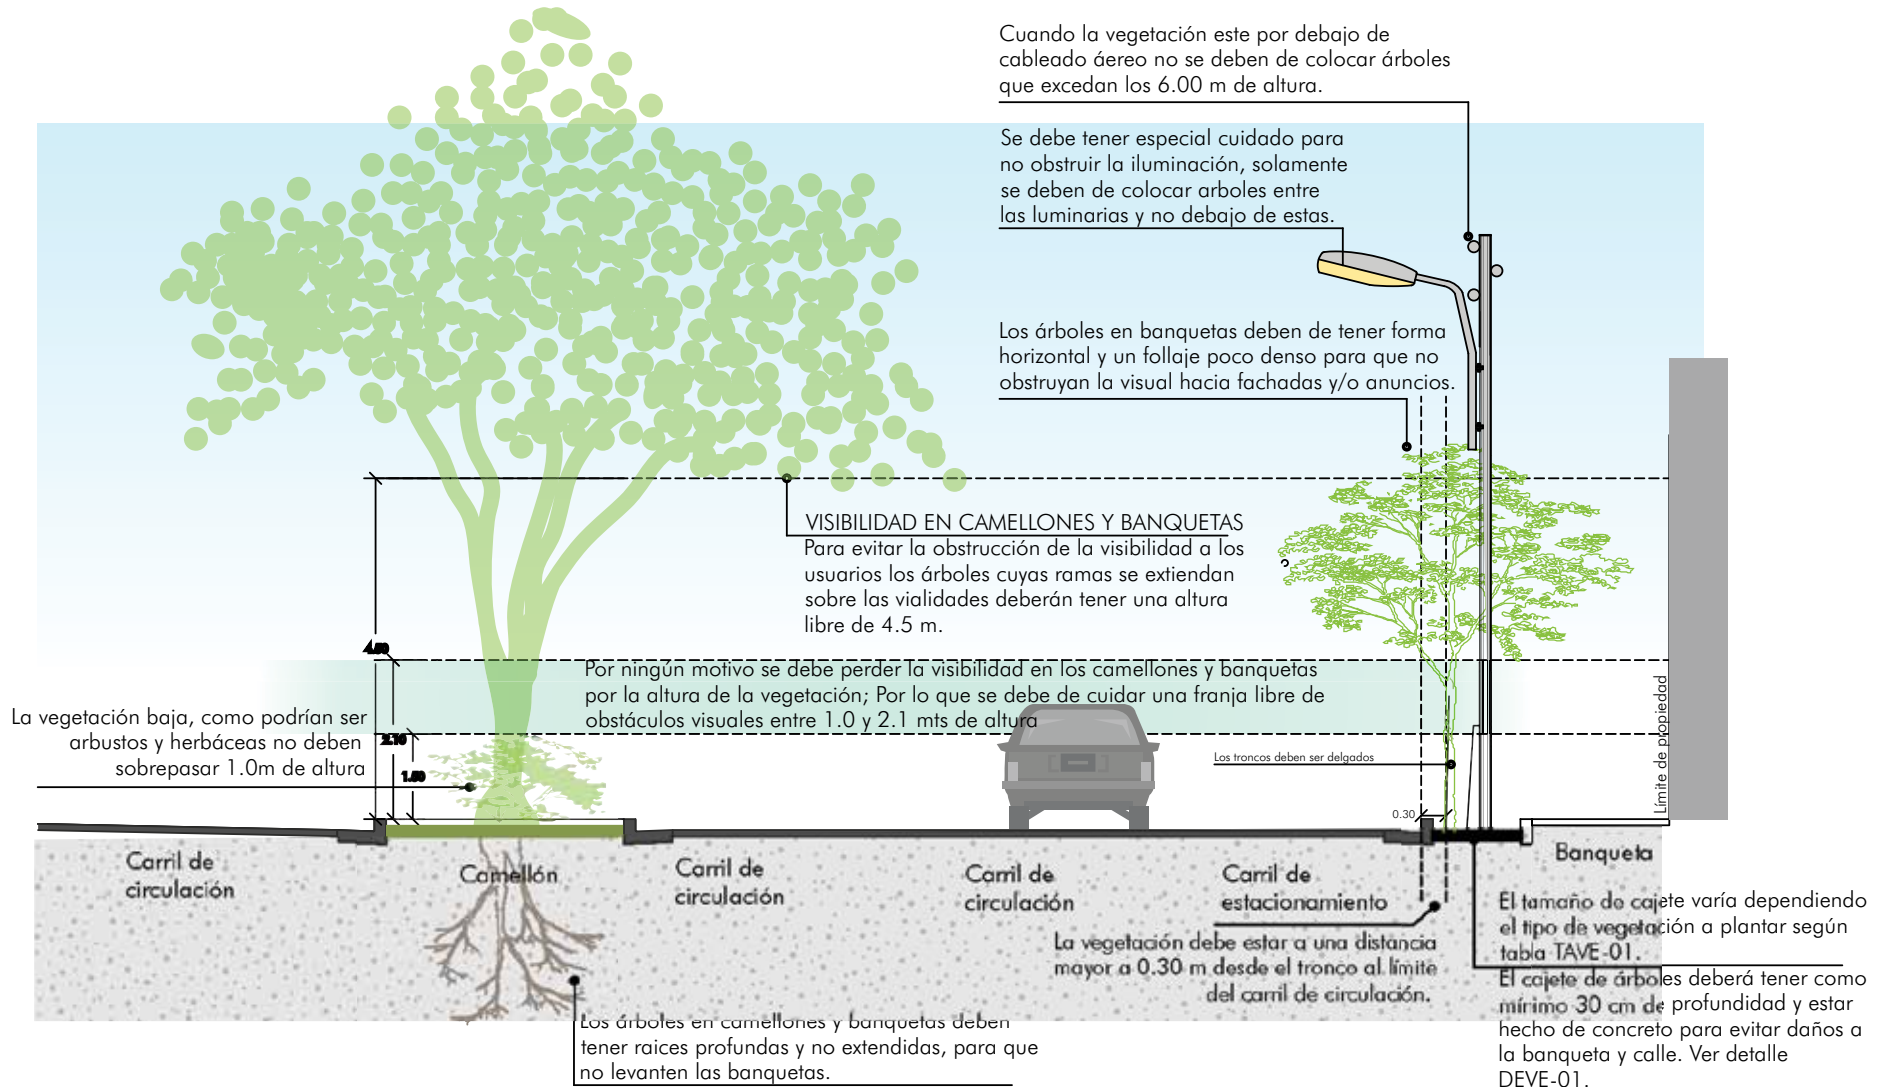 Cuando la vegetación este por debajo de
cableado áereo no se deben de colocar árboles
que excedan los 6.00 m de altura.
Se debe tener especial cuidado para
no obstruir la iluminación, solamente
se deben de colocar arboles entre
las luminarias y no debajo de estas.
Los árboles en banquetas deben de tener forma
horizontal y un follaje poco denso para que no
obstruyan la visual hacia fachadas y/o anuncios.
VISIBILIDAD EN CAMELLONES Y BANQUETAS
Para evitar la obstrucción de la visibilidad a los
usuarios los árboles cuyas ramas se extiendan
sobre las vialidades deberán tener una altura
libre de 4.5 m.
4.50
Por ningún motivo se debe perder la visibilidad en los camellones y banquetas
por la altura de la vegetación; Por lo que se debe de cuidar una franja libre de
obstáculos visuales entre 1.0 y 2.1 mts de altura
La vegetación baja, como podrían ser
arbustos y herbáceas no deben
sobrepasar 1.0m de altura
2.10
1.50
Los troncos deben ser delgados
Límite de propiedad
0.30
Carril de
circulación
Camellón
Carril de
circulación
Carril de
circulación
Carril de
estacionamiento
Banqueta
La vegetación debe estar a una distancia
mayor a 0.30 m desde el tronco al límite
del carril de circulación.
El tamaño de cajete varía dependiendo
el tipo de vegetación a plantar según
tabla TAVE-01.
El cajete de árboles deberá tener como
mínimo 30 cm de profundidad y estar
hecho de concreto para evitar daños a
la banqueta y calle. Ver detalle
DEVE-01.
Los árboles en camellones y banquetas deben
tener raices profundas y no extendidas, para que
no levanten las banquetas.